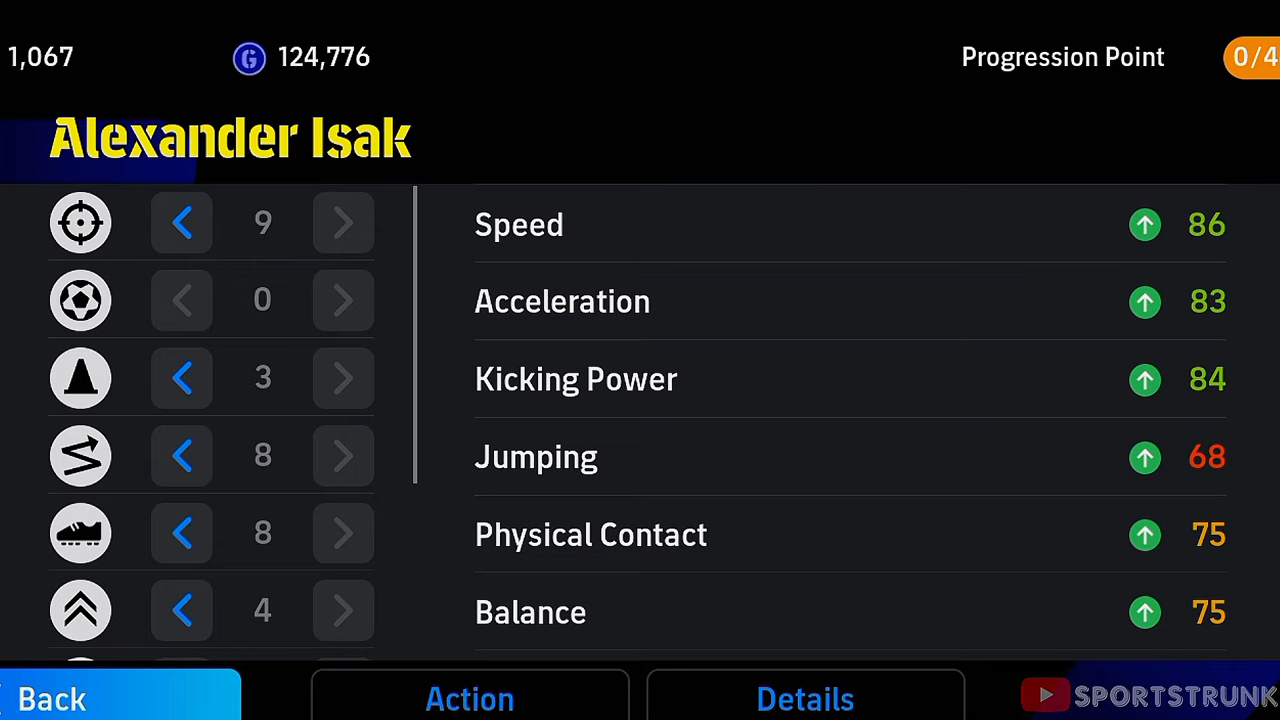 1,067 G 124,776 Progression Point 0/4
Alexander Isak
9 Speed 86
0 Acceleration 83
3 Kicking Power 84
8 Jumping 68
8 Physical Contact 75
4 Balance 75
Back Action Details SPORTSTRUNK